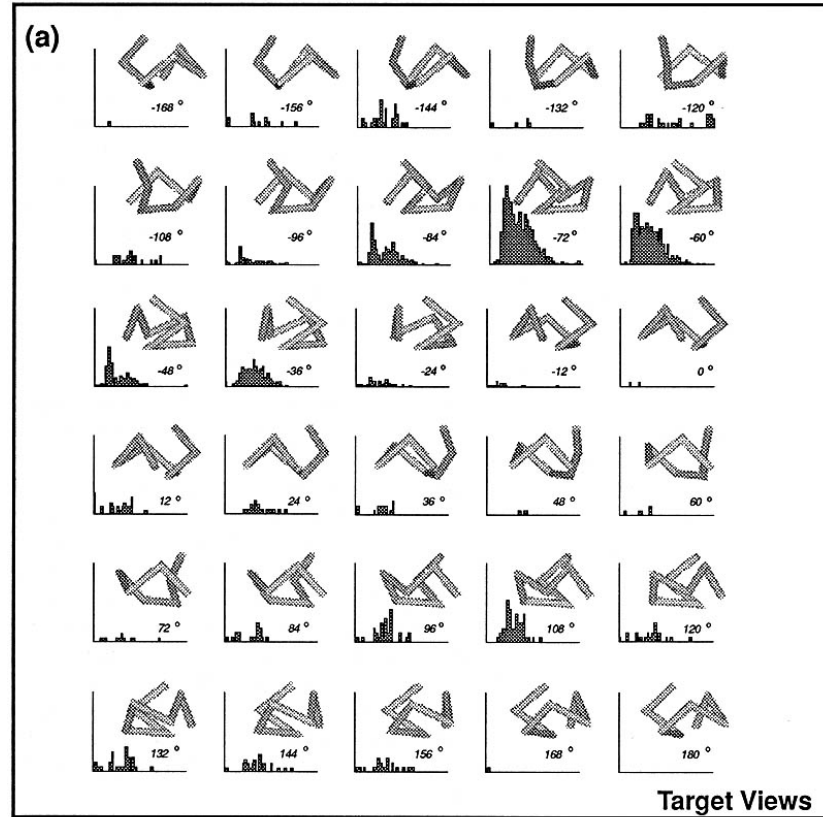 (a)
-168 o -156 o -144 o -132 o -120 o
-108 o -96 o -84 o -72 o -60 o
-48 o -36 o -24 o -12 o 0 o
12 o 24 o 36 o 48 o 60 o
72 o 84 o 96 o 108 o 120 o
132 o 144 o 156 o 168 o 180 o
Target Views